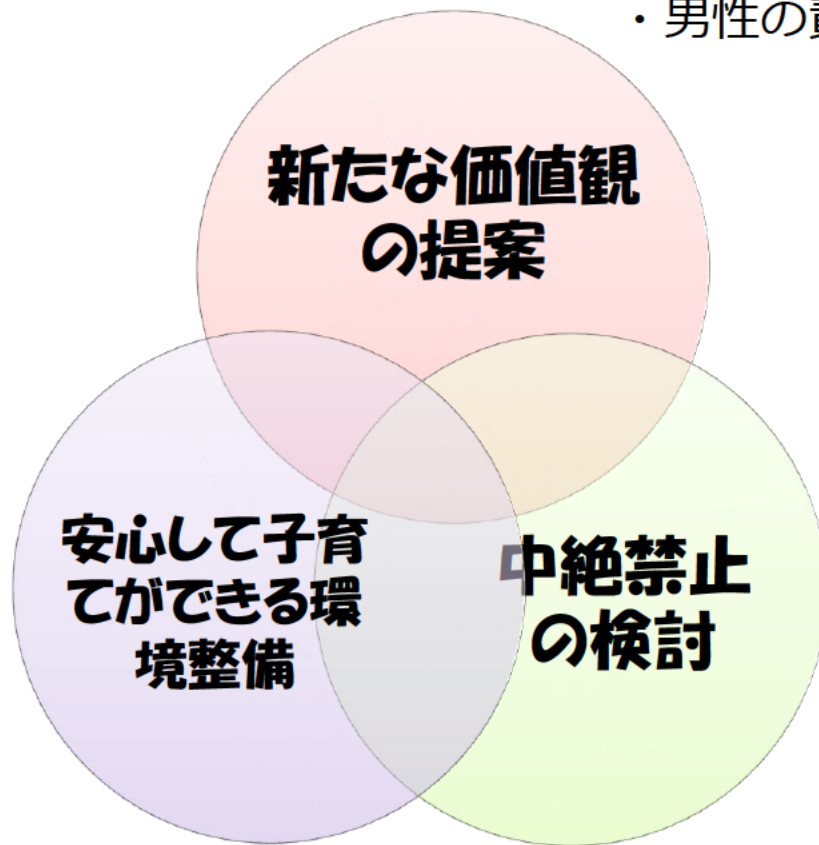 ・男性の
新たな価値観
の提案
安心して子育
てができる環
境整備
中絶禁止
の検討